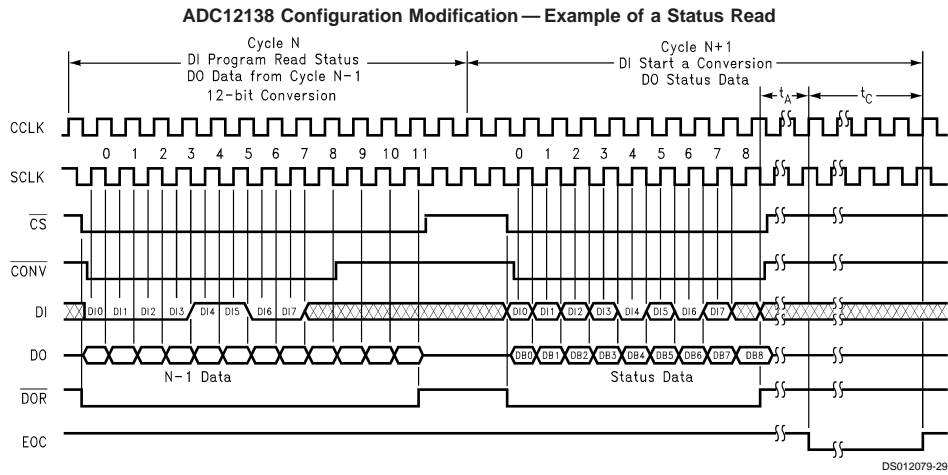 ADC12138 Configuration Modification — Example of a Status Read
Cycle N
DI Program Read Status
DO Data from Cycle N−1
12-bit Conversion
Cycle N+1
DI Start a Conversion
DO Status Data
tA
tC
CCLK
0 1 2 3 4 5 6 7 8 9 10 11 0 1 2 3 4 5 6 7 8
SCLK
CS
CONV
DI DI0 DI1 DI2 DI3 DI4 DI5 DI6 DI7 DI0 DI1 DI2 DI3 DI4 DI5 DI6 DI7
DO DB0 DB1 DB2 DB3 DB4 DB5 DB6 DB7 DB8
N−1 Data Status Data
DOR
EOC
DS012079-29